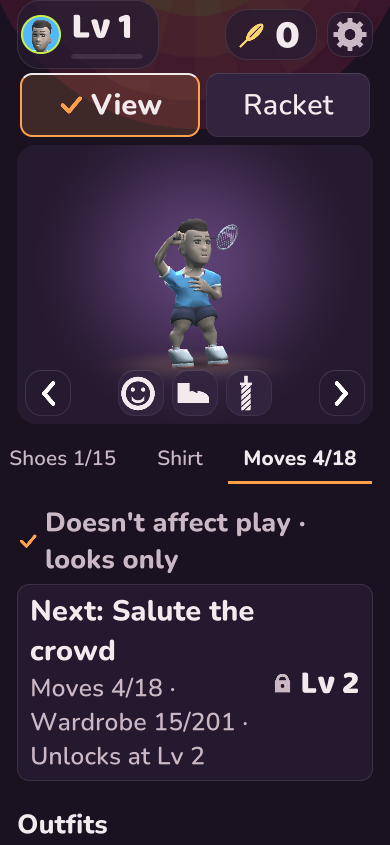 Lv 1
0
View
Racket
Shoes 1/15
Shirt
Moves 4/18
Doesn't affect play ·
looks only
Next: Salute the
crowd
Moves 4/18 ·
Wardrobe 15/201 ·
Unlocks at Lv 2
Lv 2
Outfits